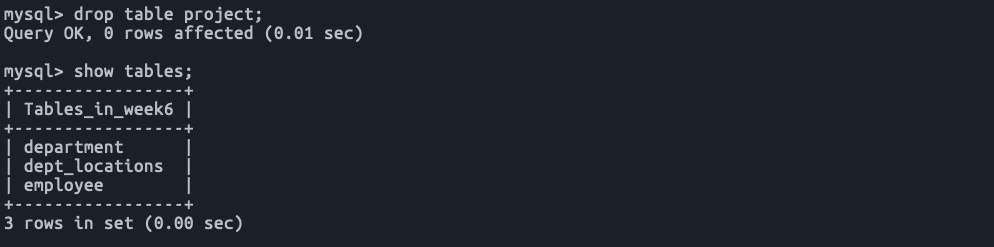 mysql> drop table project;
Query OK, 0 rows affected (0.01 sec)

mysql> show tables;
+-----------------+
| Tables_in_week6 |
+-----------------+
| department      |
| dept_locations  |
| employee        |
+-----------------+
3 rows in set (0.00 sec)